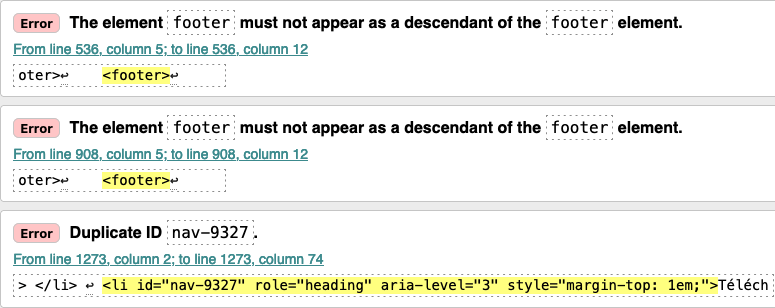 Error The element footer must not appear as a descendant of the footer element.
From line 536, column 5; to line 536, column 12
oter>↩ <footer>↩
Error The element footer must not appear as a descendant of the footer element.
From line 908, column 5; to line 908, column 12
oter>↩ <footer>↩
Error Duplicate ID nav-9327.
From line 1273, column 2; to line 1273, column 74
> </li> ↩ <li id="nav-9327" role="heading" aria-level="3" style="margin-top: 1em;">Téléch